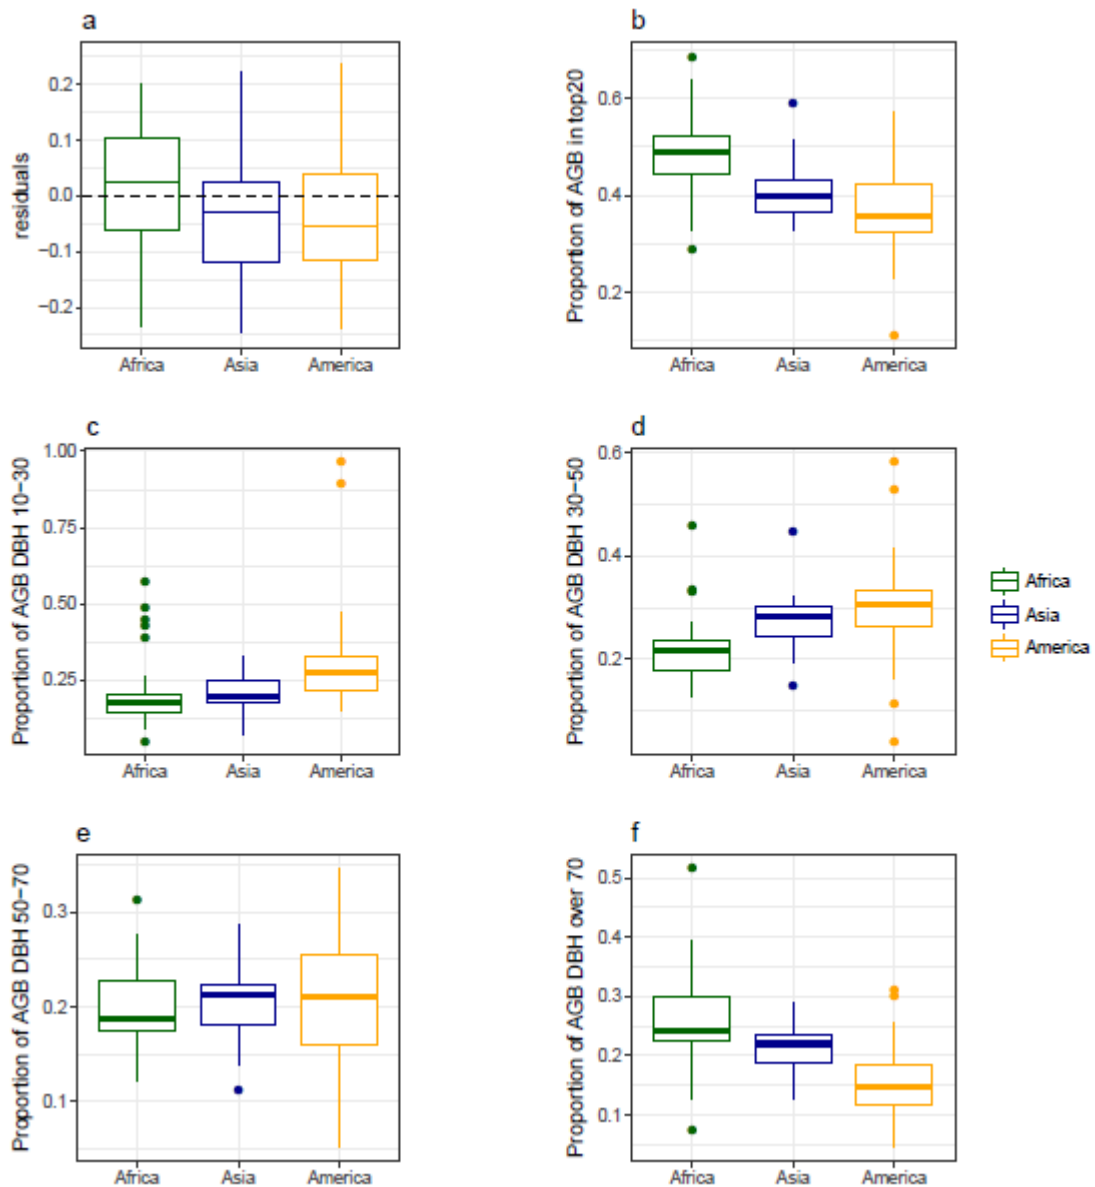 a
residuals
0.2
0.1
0.0
−0.1
−0.2
Africa Asia America
b
Proportion of AGB in top20
0.6
0.4
0.2
Africa Asia America
c
Proportion of AGB DBH 10−30
1.00
0.75
0.50
0.25
Africa Asia America
d
Proportion of AGB DBH 30−50
0.6
0.4
0.2
Africa Asia America
Africa
Asia
America
e
Proportion of AGB DBH 50−70
0.3
0.2
0.1
Africa Asia America
f
Proportion of AGB DBH over 70
0.5
0.4
0.3
0.2
0.1
Africa Asia America